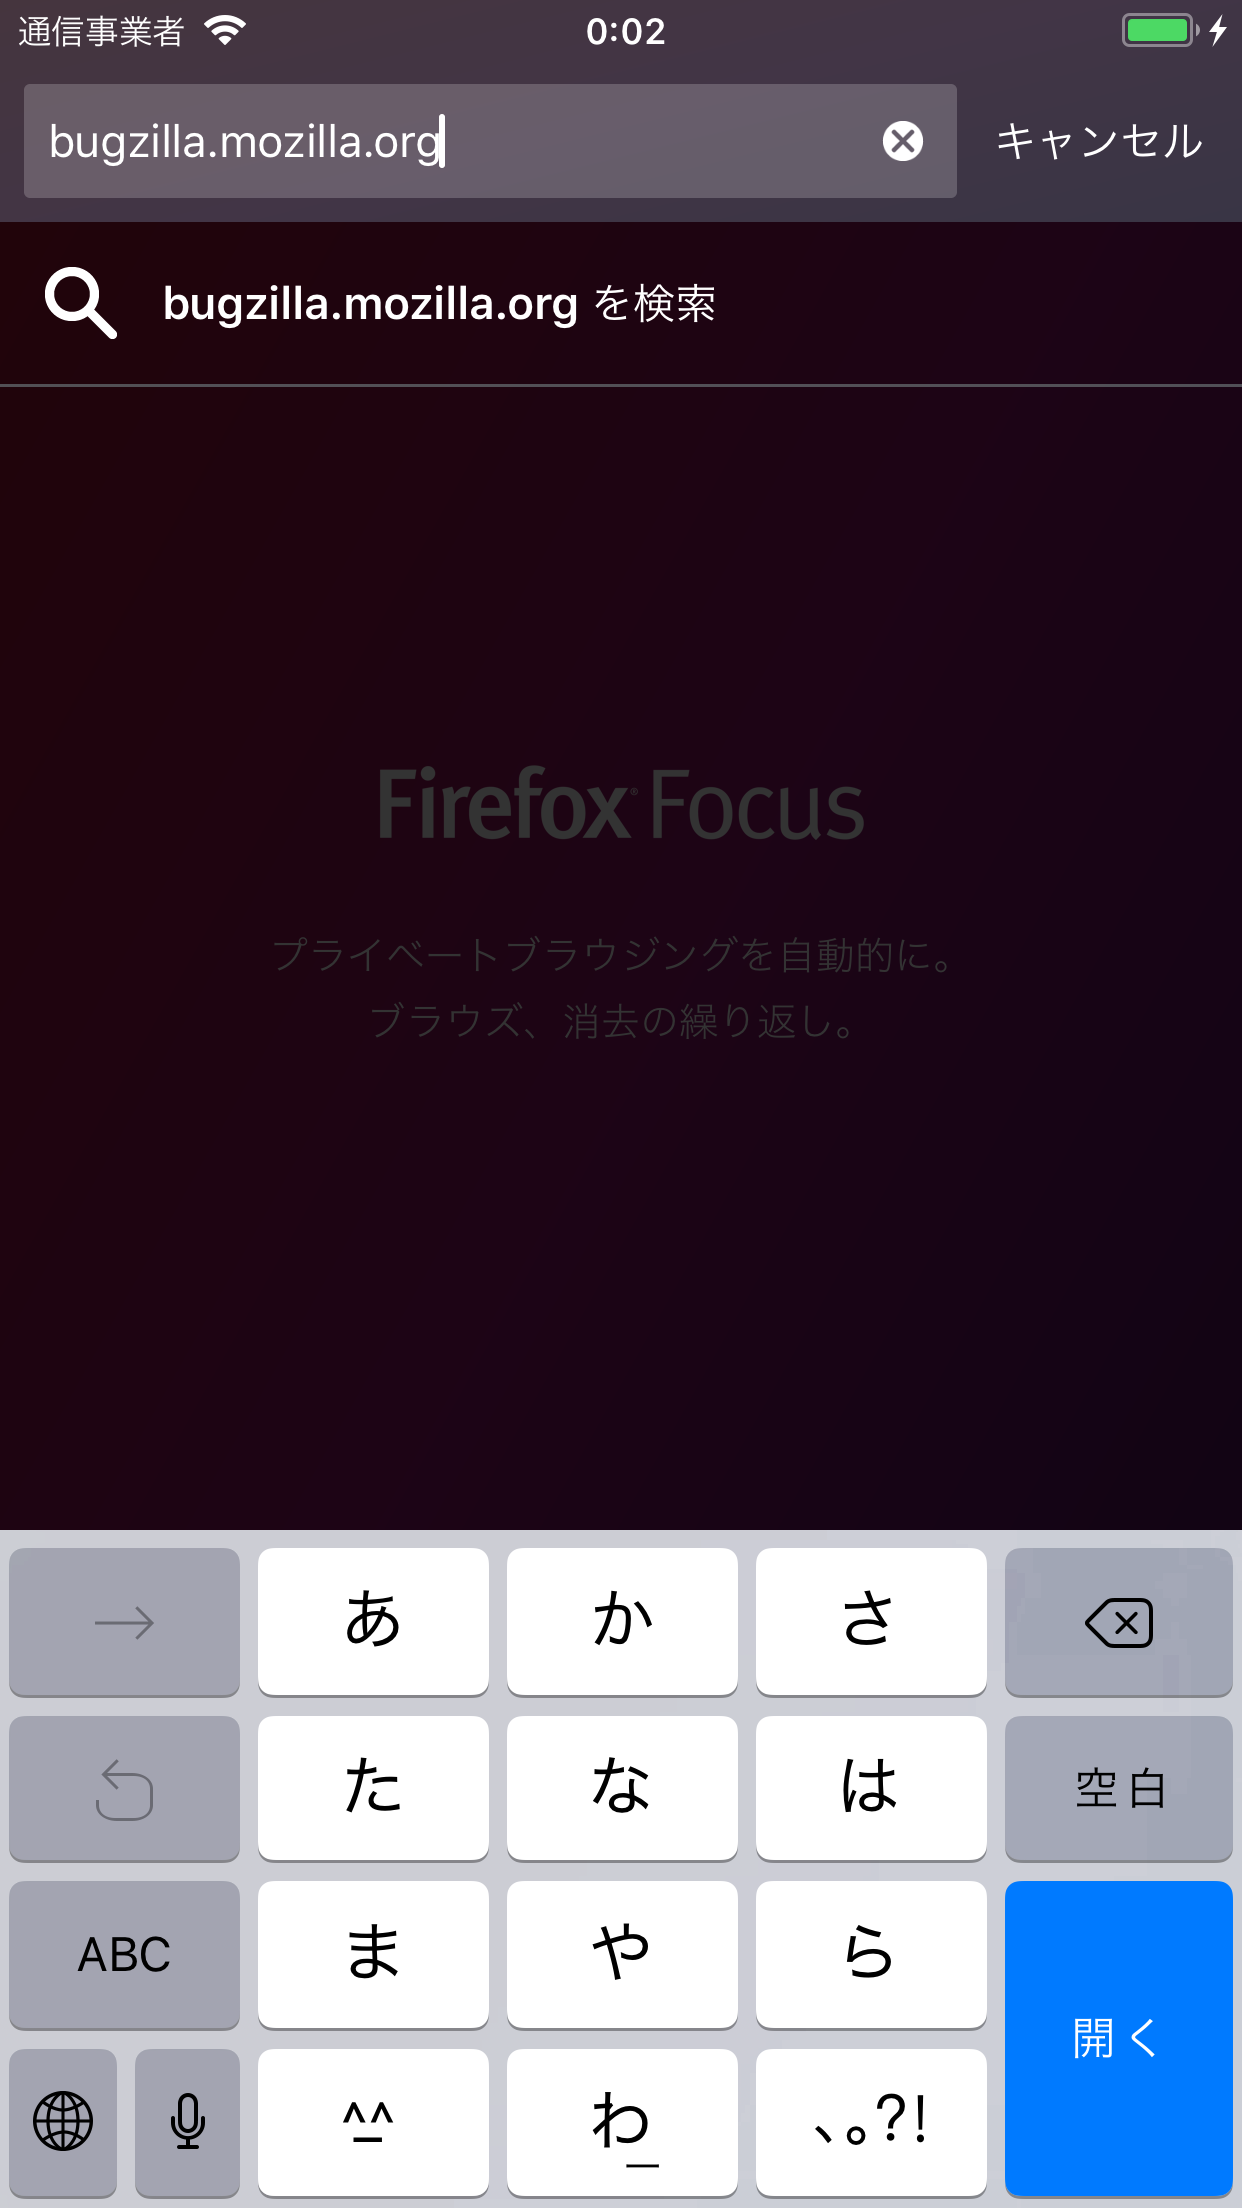 通信事業者 0:02
bugzilla.mozilla.org キャンセル
bugzilla.mozilla.org を検索
Firefox® Focus
プライベートブラウジングを自動的に。
ブラウズ、消去の繰り返し。
→ あ か さ
た な は 空白
ABC ま や ら
開く
^_^ わ_ 、。?!